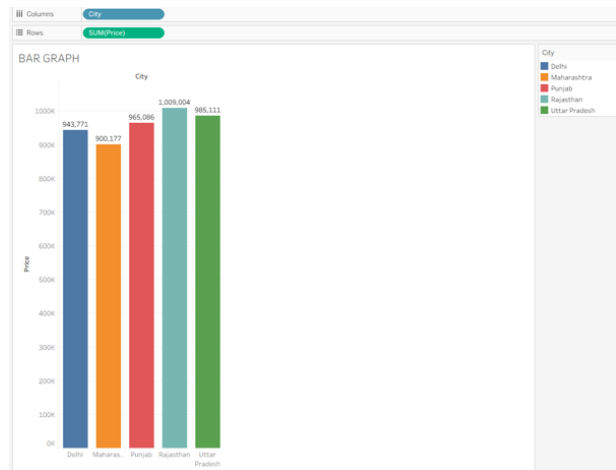 Columns
City
Rows
SUM(Price)
BAR GRAPH
City
Price
1000K
900K
800K
700K
600K
500K
400K
300K
200K
100K
0K
943,771
900,177
965,086
1,009,004
985,111
Delhi
Maharas..
Punjab
Rajasthan
Uttar
Pradesh
City
Delhi
Maharashtra
Punjab
Rajasthan
Uttar Pradesh